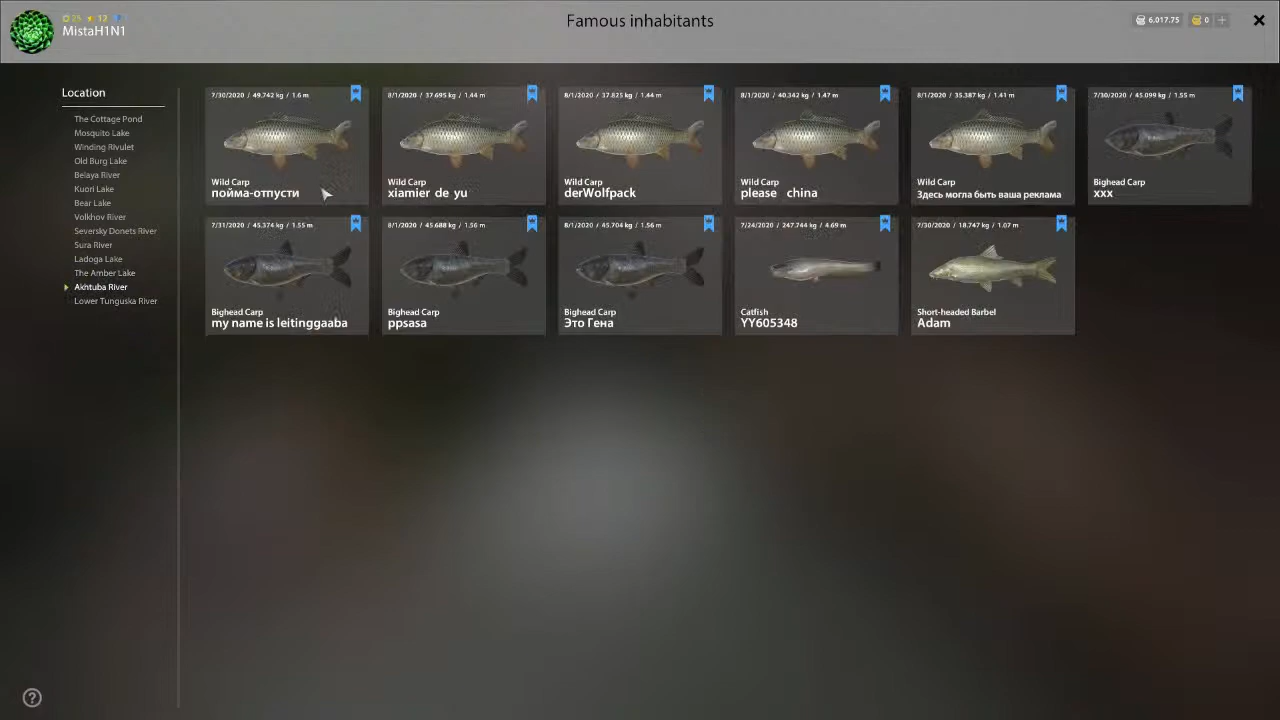 25 12
MistaH1N1
Famous inhabitants
6,017.75 0 +
Location
The Cottage Pond
Mosquito Lake
Winding Rivulet
Old Burg Lake
Belaya River
Kuori Lake
Bear Lake
Volkhov River
Seversky Donets River
Sura River
Ladoga Lake
The Amber Lake
Akhtuba River
Lower Tunguska River
7/30/2020 / 49.742 kg / 1.6 m
Wild Carp
пойма-отпусти
8/1/2020 / 37.695 kg / 1.44 m
Wild Carp
xiamier de yu
8/1/2020 / 37.825 kg / 1.44 m
Wild Carp
derWolfpack
8/1/2020 / 40.342 kg / 1.47 m
Wild Carp
please china
8/1/2020 / 35.387 kg / 1.41 m
Wild Carp
Здесь могла быть ваша реклама
7/30/2020 / 45.099 kg / 1.55 m
Bighead Carp
xxx
7/31/2020 / 45.374 kg / 1.55 m
Bighead Carp
my name is leitinggaaba
8/1/2020 / 45.688 kg / 1.56 m
Bighead Carp
ppsasa
8/1/2020 / 45.704 kg / 1.56 m
Bighead Carp
Это Гена
7/24/2020 / 247.744 kg / 4.69 m
Catfish
YY605348
7/30/2020 / 18.747 kg / 1.07 m
Short-headed Barbel
Adam
?